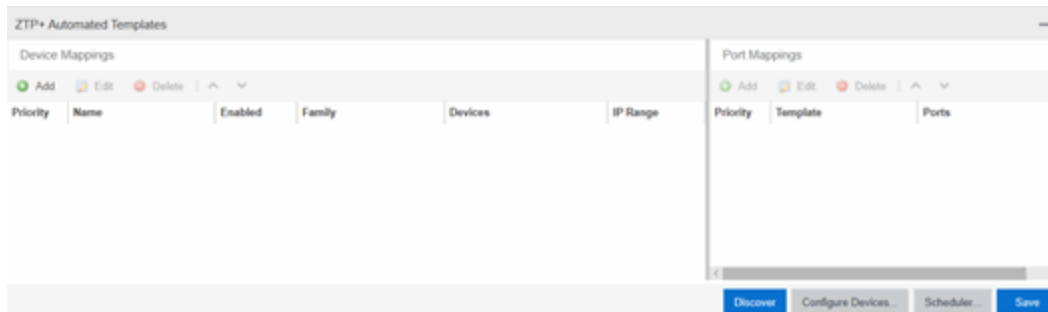 ZTP+ Automated Templates
Device Mappings
Port Mappings
Add Edit Delete
Add Edit Delete
Priority Name Enabled Family Devices IP Range
Priority Template Ports
Discover Configure Devices... Scheduler... Save